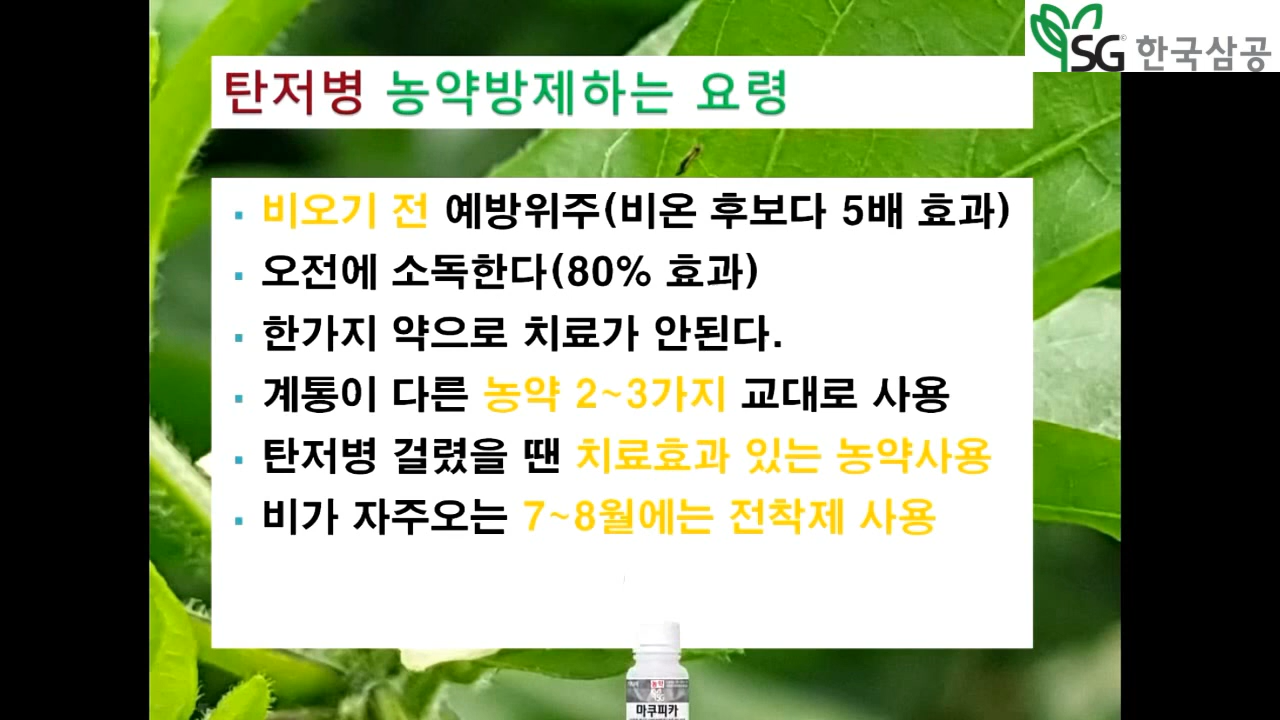 SG 한국삼공
탄저병 농약방제하는 요령
비오기 전 예방위주(비온 후보다 5배 효과)
오전에 소독한다(80% 효과)
한가지 약으로 치료가 안된다.
계통이 다른 농약 2~3가지 교대로 사용
탄저병 걸렸을 땐 치료효과 있는 농약사용
비가 자주오는 7~8월에는 전착제 사용
농약
SG
마쿠피카